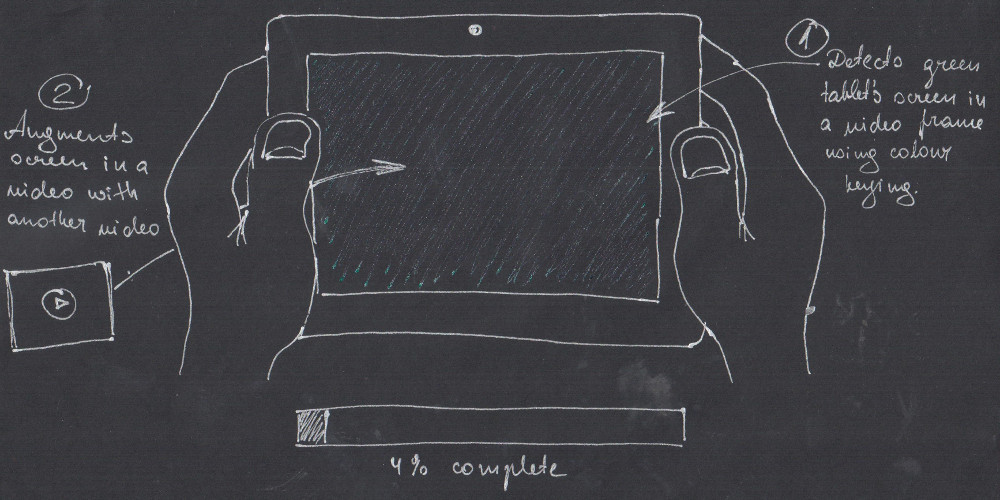 1
Detects green
tablet's screen in
a video frame
using colour
keying.
2
Augments
screen in a
video with
another video
4% complete